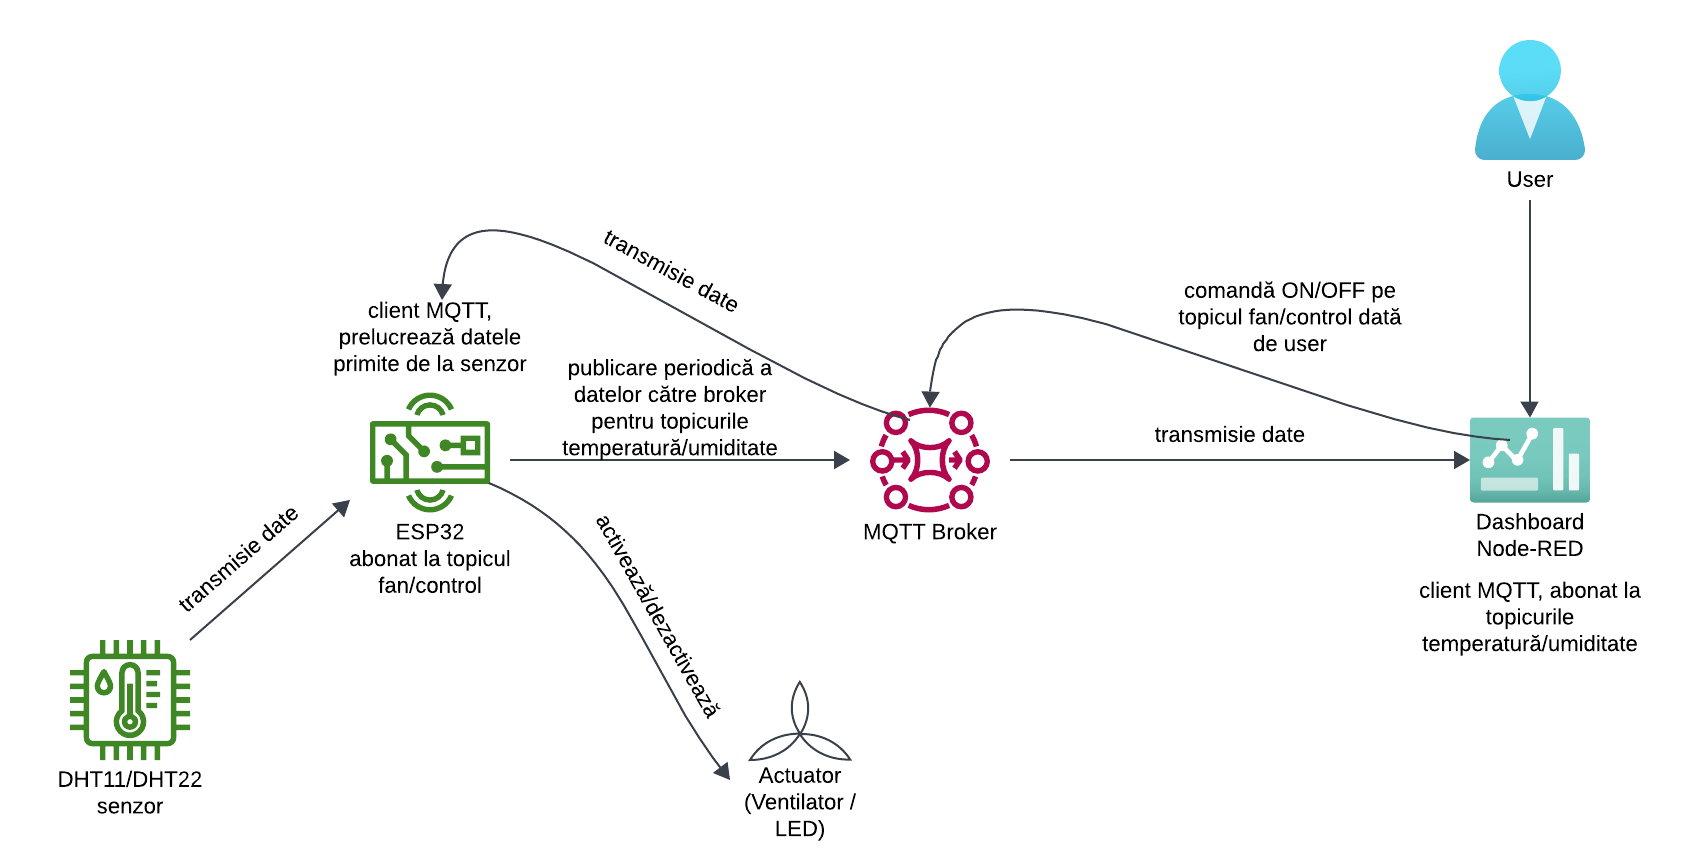 User
transmisie date
comandă ON/OFF pe
topicul fan/control dată
de user
client MQTT,
prelucrează datele
primite de la senzor
publicare periodică a
datelor către broker
pentru topicurile
temperatură/umiditate
transmisie date
ESP32
abonat la topicul
fan/control
MQTT Broker
Dashboard
Node-RED
client MQTT, abonat la
topicurile
temperatură/umiditate
transmisie date
activează/dezactivează
DHT11/DHT22
senzor
Actuator
(Ventilator /
LED)